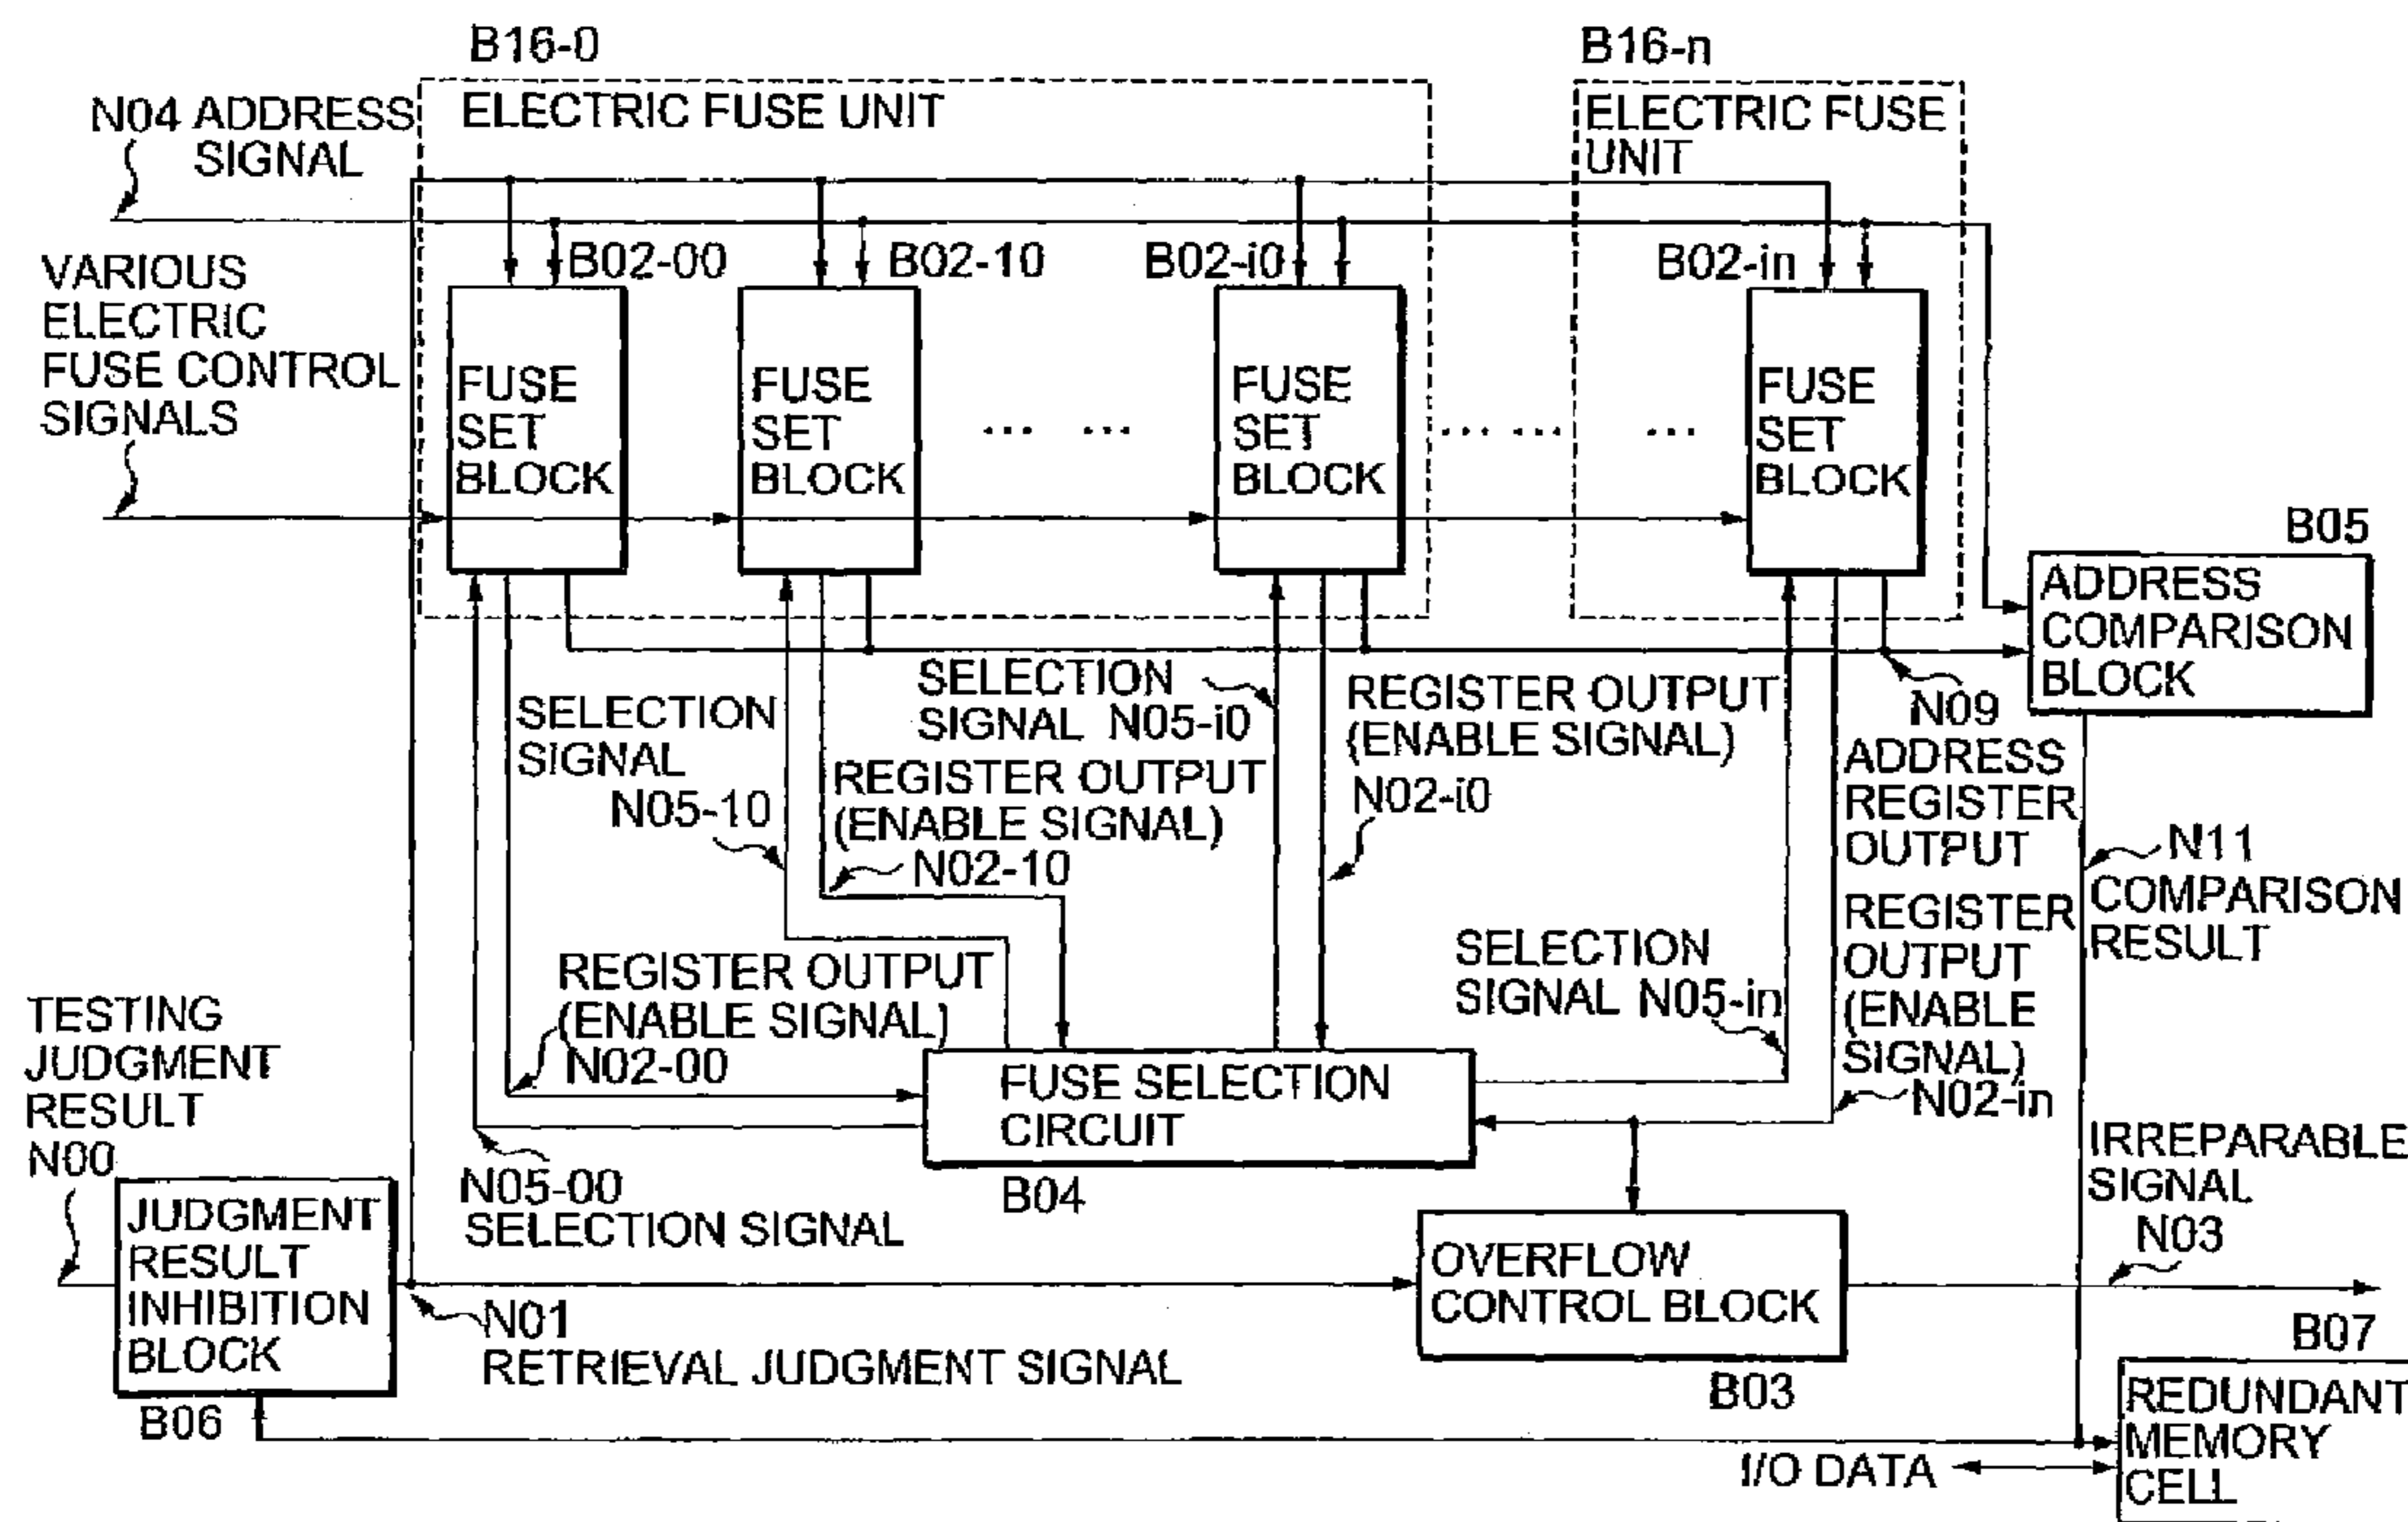 B16-0
B16-n
N04 ADDRESS
SIGNAL
ELECTRIC FUSE UNIT
ELECTRIC FUSE
UNIT
VARIOUS
ELECTRIC
FUSE CONTROL
SIGNALS
B02-00
B02-10
B02-i0
B02-in
FUSE
SET
BLOCK
FUSE
SET
BLOCK
... ...
FUSE
SET
BLOCK
... ...
...
FUSE
SET
BLOCK
B05
ADDRESS
COMPARISON
BLOCK
SELECTION
SIGNAL
N05-10
SELECTION
SIGNAL N05-i0
REGISTER OUTPUT
(ENABLE SIGNAL)
N02-10
REGISTER OUTPUT
(ENABLE SIGNAL)
N02-i0
N09
ADDRESS
REGISTER
OUTPUT
N11
COMPARISON
RESULT
REGISTER OUTPUT
(ENABLE SIGNAL)
N02-00
SELECTION
SIGNAL N05-in
REGISTER
OUTPUT
(ENABLE
SIGNAL)
N02-in
TESTING
JUDGMENT
RESULT
N00
FUSE SELECTION
CIRCUIT
B04
N05-00
SELECTION SIGNAL
IRREPARABLE
SIGNAL
N03
JUDGMENT
RESULT
INHIBITION
BLOCK
B06
N01
RETRIEVAL JUDGMENT SIGNAL
OVERFLOW
CONTROL BLOCK
B03
B07
REDUNDANT
MEMORY
CELL
I/O DATA